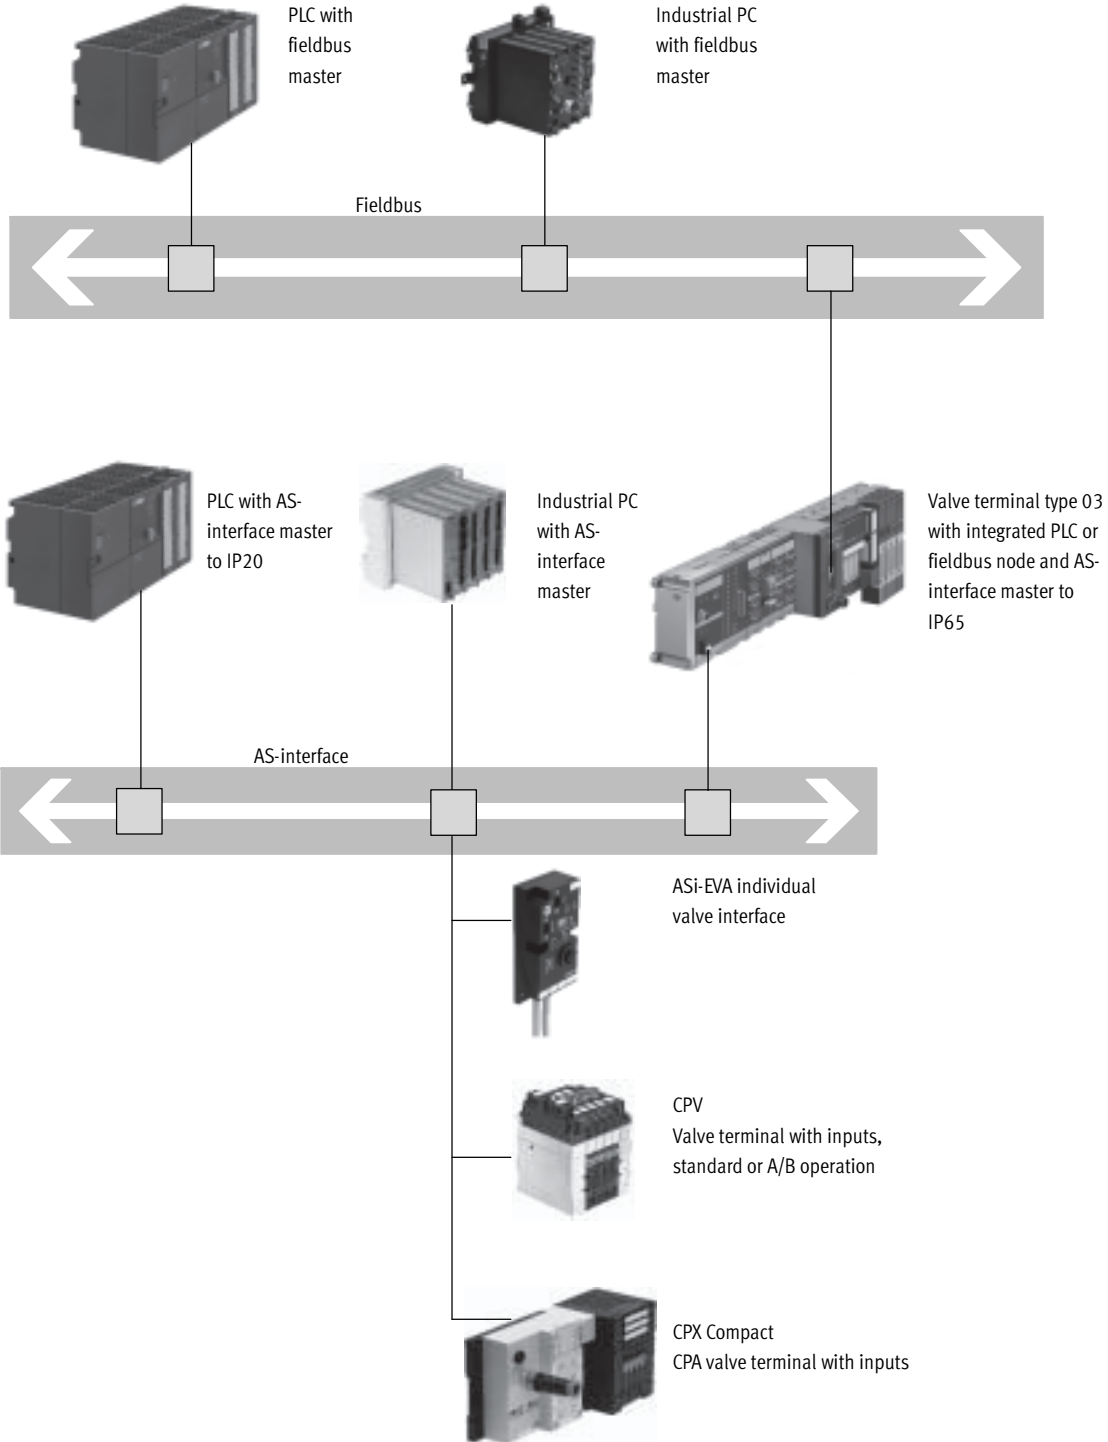 PLC with
fieldbus
master
Industrial PC
with fieldbus
master
Fieldbus
PLC with AS-
interface master
to IP20
Industrial PC
with AS-
interface
master
Valve terminal type 03
with integrated PLC or
fieldbus node and AS-
interface master to
IP65
AS-interface
ASi-EVA individual
valve interface
CPV
Valve terminal with inputs,
standard or A/B operation
CPX Compact
CPA valve terminal with inputs